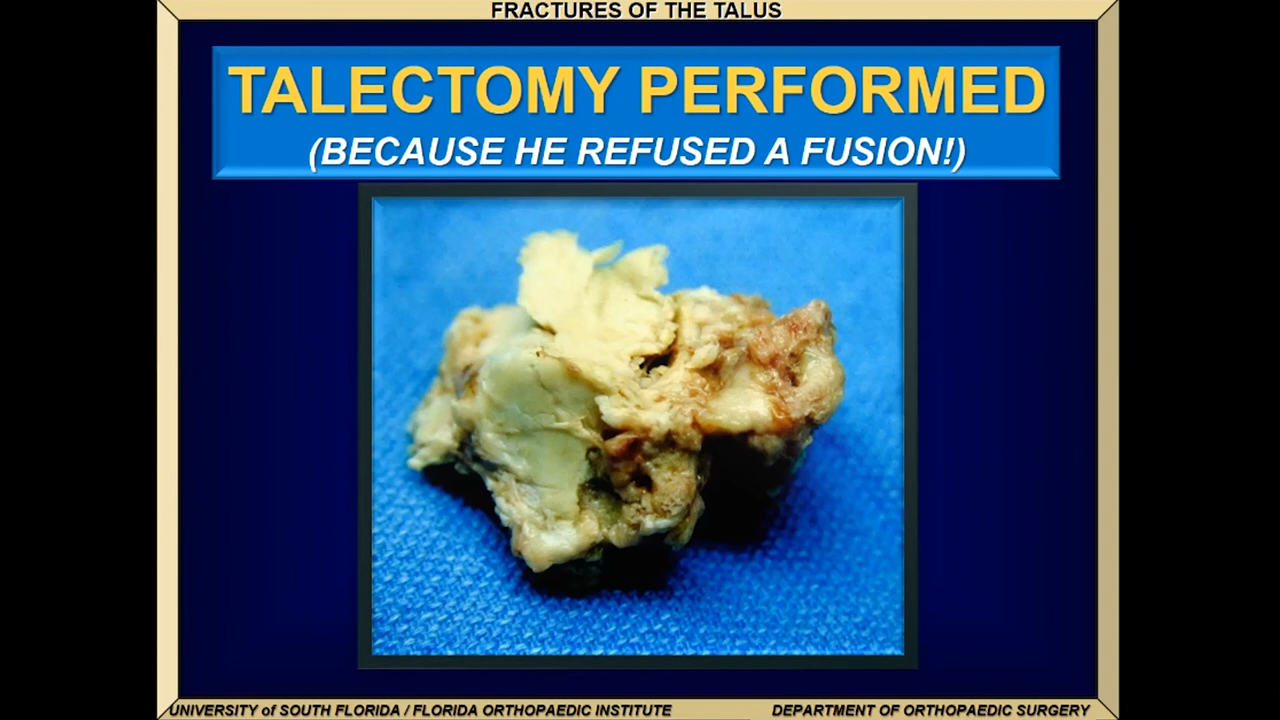 FRACTURES OF THE TALUS
TALECTOMY PERFORMED
(BECAUSE HE REFUSED A FUSION!)
UNIVERSITY of SOUTH FLORIDA / FLORIDA ORTHOPAEDIC INSTITUTE
DEPARTMENT OF ORTHOPAEDIC SURGERY